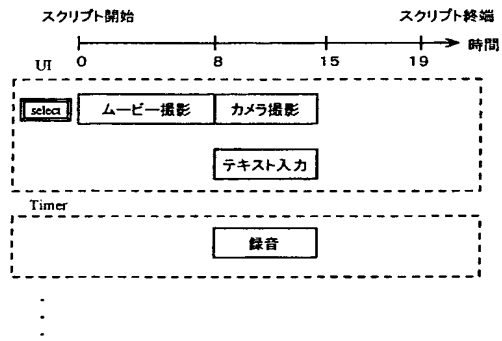 スクリプト開始 スクリプト終端
時間
0 8 15 19
UI
select ムービー撮影 カメラ撮影
テキスト入力
Timer
録音